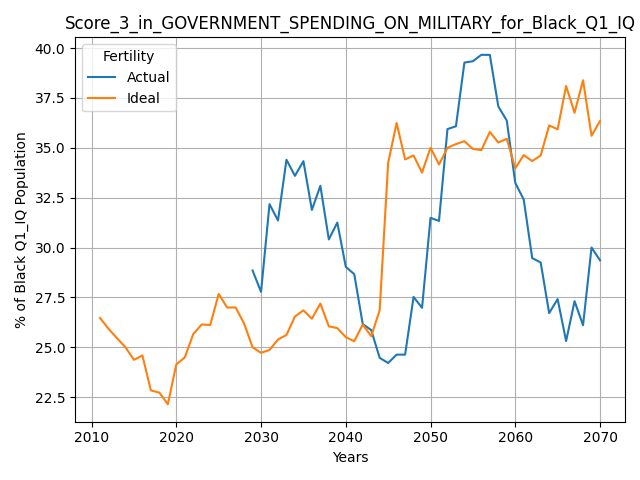 Score_3_in_GOVERNMENT_SPENDING_ON_MILITARY_for_Black_Q1_IQ
Fertility
Actual
Ideal
40.0
37.5
35.0
32.5
30.0
27.5
25.0
22.5
% of Black Q1_IQ Population
2010 2020 2030 2040 2050 2060 2070
Years